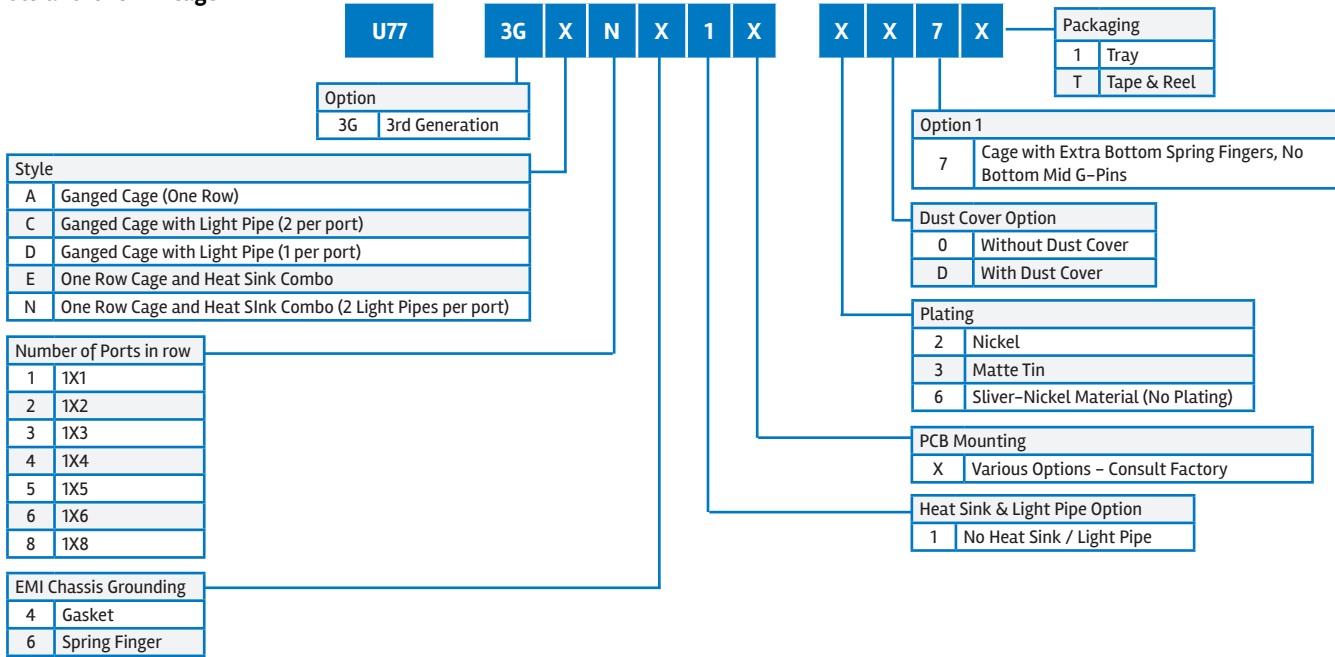 U77 3G X N X 1 X X X 7 X
Packaging
1 Tray
T Tape & Reel
Option
3G 3rd Generation
Option 1
7 Cage with Extra Bottom Spring Fingers, No
Bottom Mid G-Pins
Style
A Ganged Cage (One Row)
C Ganged Cage with Light Pipe (2 per port)
D Ganged Cage with Light Pipe (1 per port)
E One Row Cage and Heat Sink Combo
N One Row Cage and Heat SInk Combo (2 Light Pipes per port)
Dust Cover Option
0 Without Dust Cover
D With Dust Cover
Plating
2 Nickel
3 Matte Tin
6 Sliver-Nickel Material (No Plating)
Number of Ports in row
1 1X1
2 1X2
3 1X3
4 1X4
5 1X5
6 1X6
8 1X8
PCB Mounting
X Various Options - Consult Factory
Heat Sink & Light Pipe Option
1 No Heat Sink / Light Pipe
EMI Chassis Grounding
4 Gasket
6 Spring Finger